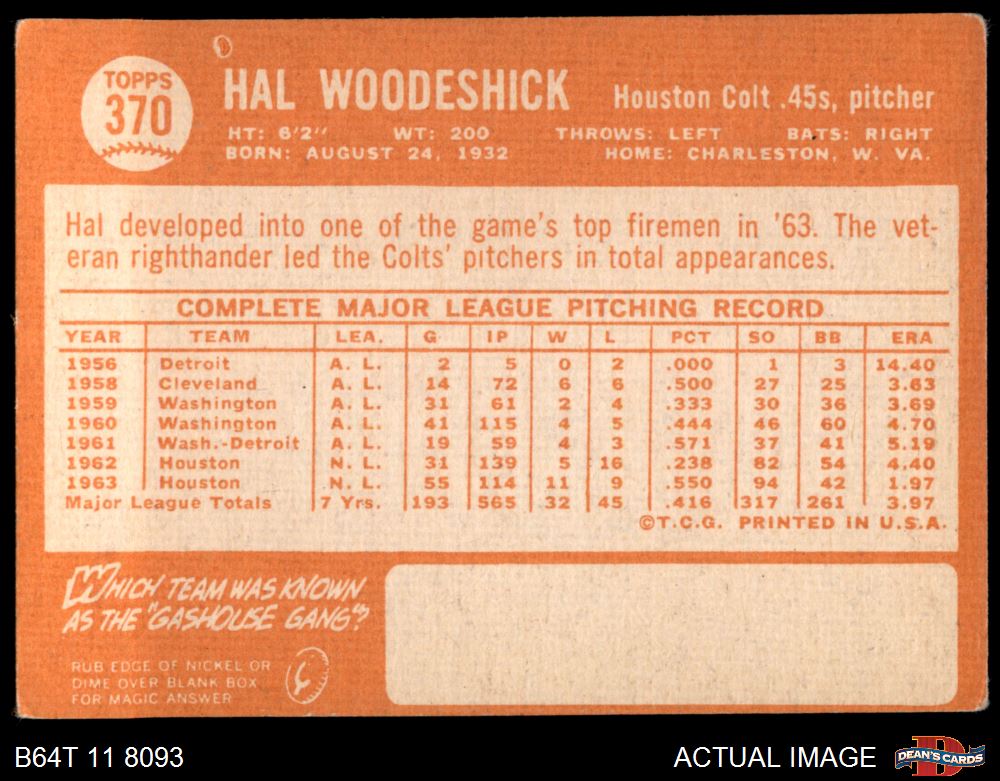 TOPPS
370
HAL WOODESHICK
Houston Colt .45s, pitcher
HT: 6'2" WT: 200 THROWS: LEFT BATS: RIGHT
BORN: AUGUST 24, 1932 HOME: CHARLESTON, W. VA.
Hal developed into one of the game's top firemen in '63. The vet-
eran righthander led the Colts' pitchers in total appearances.
COMPLETE MAJOR LEAGUE PITCHING RECORD
YEAR TEAM LEA. G IP W L PCT SO BB ERA
1956 Detroit A. L. 2 5 0 2 .000 1 3 14.40
1958 Cleveland A. L. 14 72 6 6 .500 27 25 3.63
1959 Washington A. L. 31 61 2 4 .333 30 36 3.69
1960 Washington A. L. 41 115 4 5 .444 46 60 4.70
1961 Wash.-Detroit A. L. 19 59 4 3 .571 37 41 5.19
1962 Houston N. L. 31 139 5 16 .238 82 54 4.40
1963 Houston N. L. 55 114 11 9 .550 94 42 1.97
Major League Totals 7 Yrs. 193 565 32 45 .416 317 261 3.97
©T.C.G. PRINTED IN U.S.A.
WHICH TEAM WAS KNOWN
AS THE "GASHOUSE GANG"?
RUB EDGE OF NICKEL OR
DIME OVER BLANK BOX
FOR MAGIC ANSWER
B64T 11 8093
ACTUAL IMAGE
DEAN'S CARDS